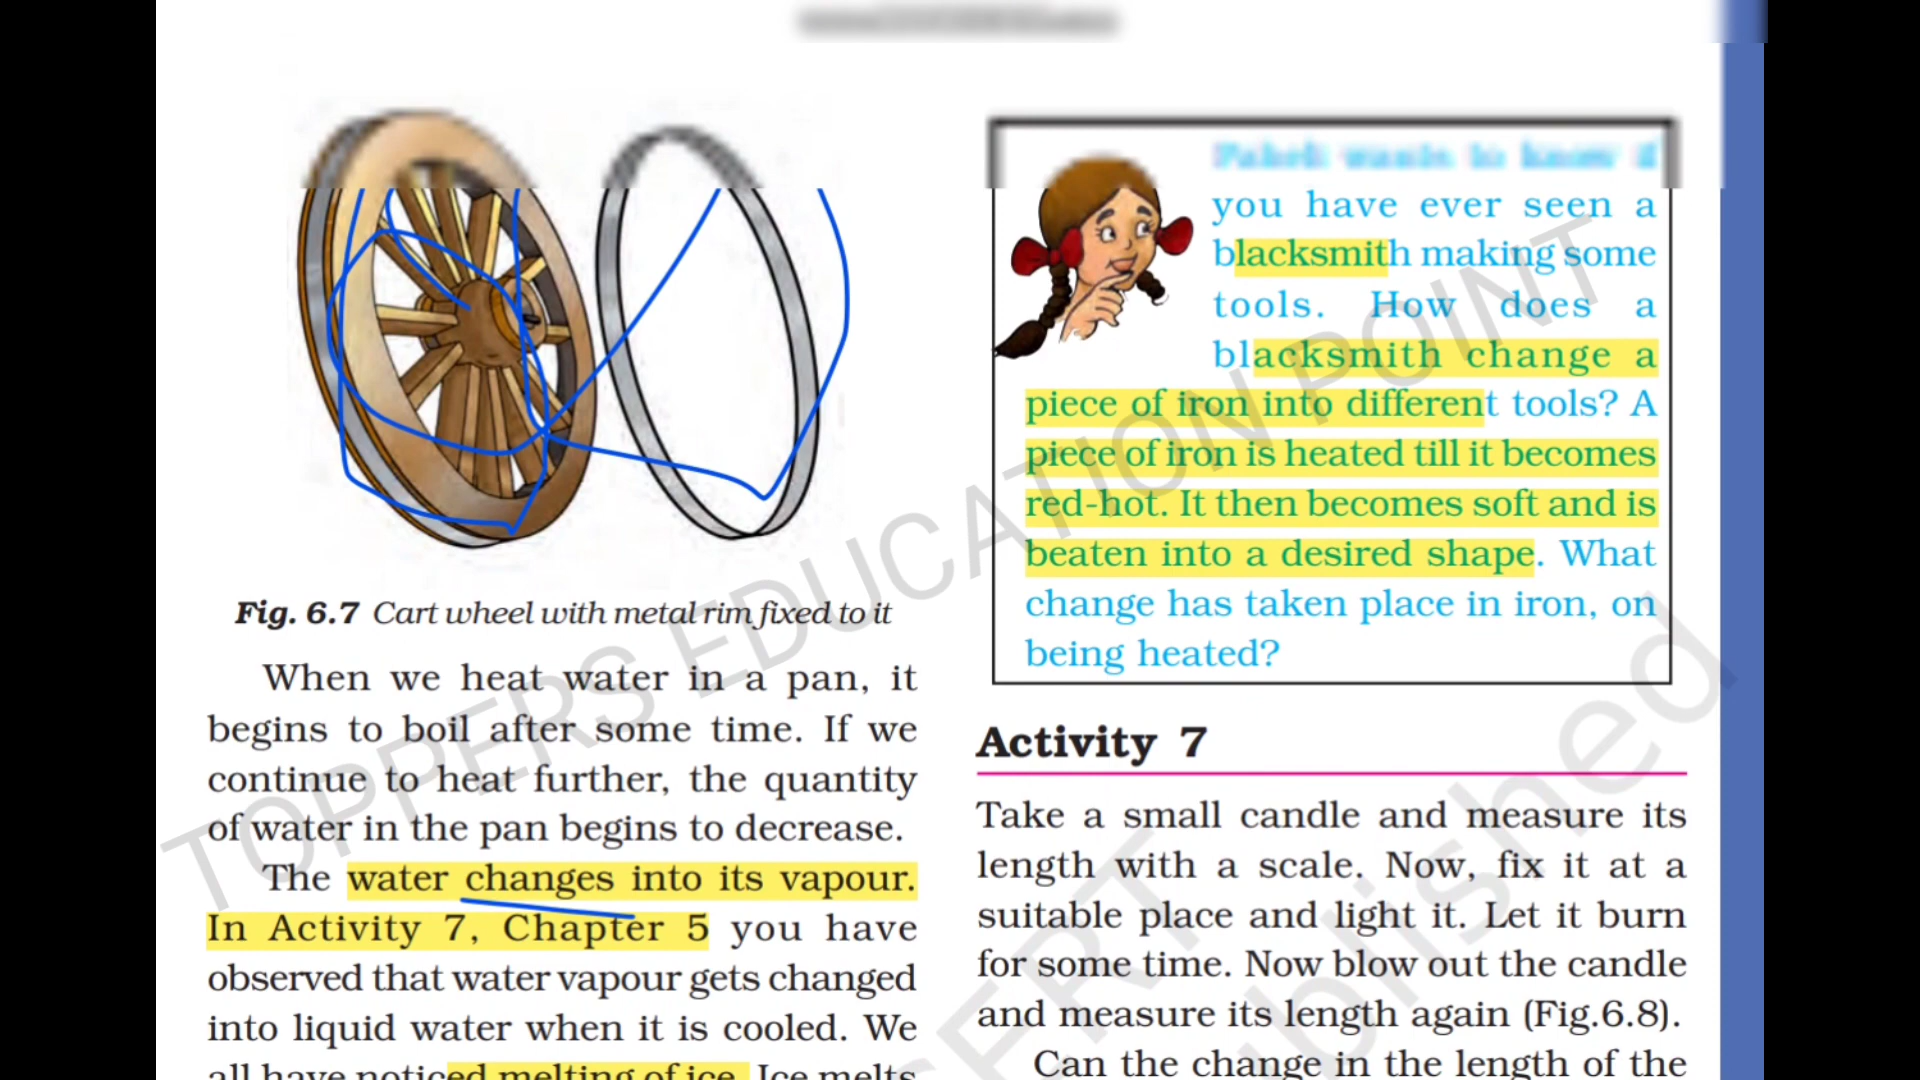 Fig. 6.7 Cart wheel with metal rim fixed to it
When we heat water in a pan, it
begins to boil after some time. If we
continue to heat further, the quantity
of water in the pan begins to decrease.
The water changes into its vapour.
In Activity 7, Chapter 5 you have
observed that water vapour gets changed
into liquid water when it is cooled. We
all have noticed melting of ice. Ice melts
Paheli wants to know if
you have ever seen a
blacksmith making some
tools. How does a
blacksmith change a
piece of iron into different tools? A
piece of iron is heated till it becomes
red-hot. It then becomes soft and is
beaten into a desired shape. What
change has taken place in iron, on
being heated?
Activity 7
Take a small candle and measure its
length with a scale. Now, fix it at a
suitable place and light it. Let it burn
for some time. Now blow out the candle
and measure its length again (Fig.6.8).
Can the change in the length of the
TOPPERS EDUCATION POINT